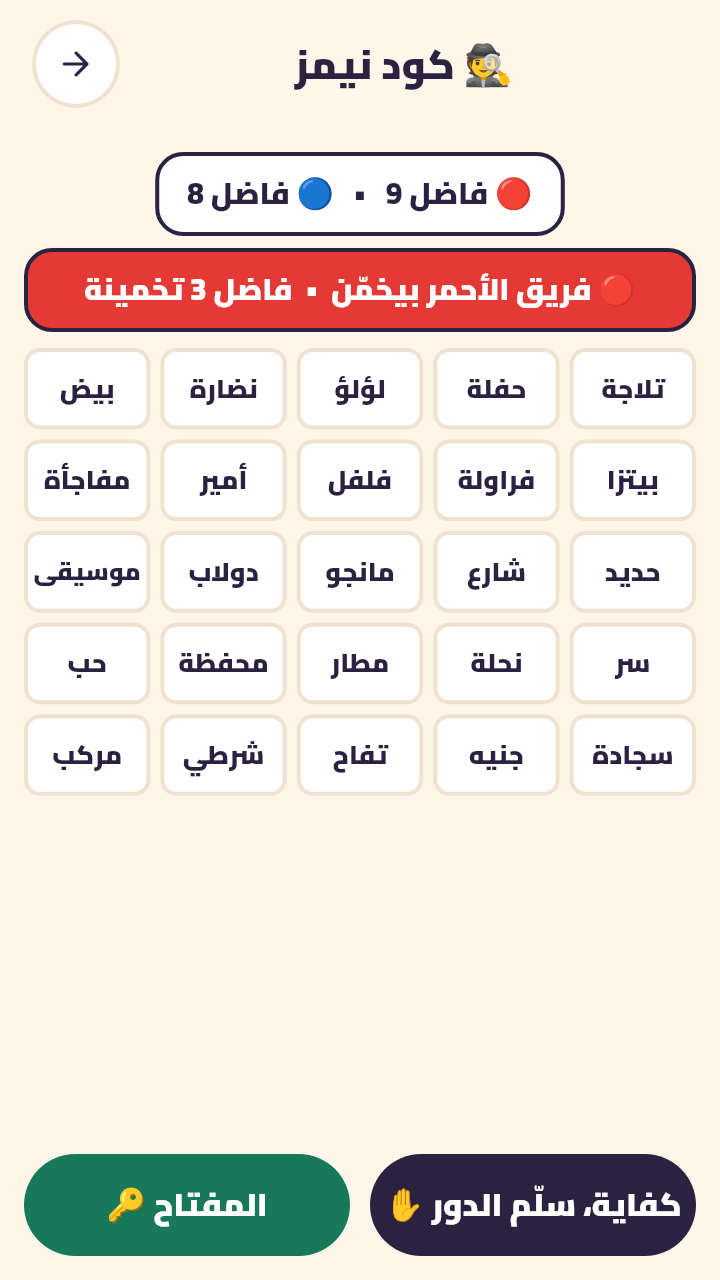 🕵️ كود نيمز
🔴 فاضل 9 · 🔵 فاضل 8
🔴 فريق الأحمر بيخمّن · فاضل 3 تخمينة
تلاجة حفلة لؤلؤ نضارة بيض
بيتزا فراولة فلفل أمير مفاجأة
حديد شارع مانجو دولاب موسيقى
سر نحلة مطار محفظة حب
سجادة جنيه تفاح شرطي مركب
كفاية، سلّم الدور ✋ المفتاح 🔑